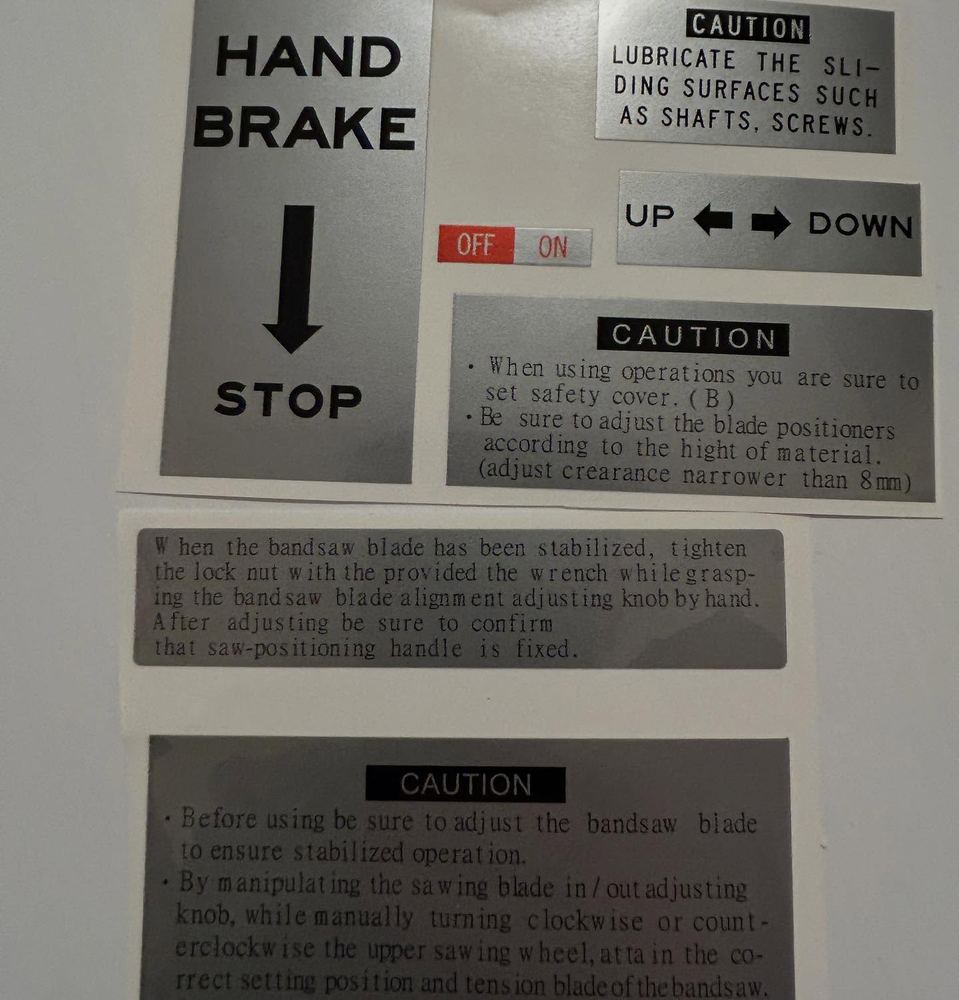 HAND
BRAKE
STOP
CAUTION
LUBRICATE THE SLI-
DING SURFACES SUCH
AS SHAFTS, SCREWS.
UP DOWN
OFF ON
CAUTION
· When using operations you are sure to
set safety cover. (B)
· Be sure to adjust the blade positioners
according to the hight of material.
(adjust crearance narrower than 8mm)
When the bandsaw blade has been stabilized, tighten
the lock nut with the provided the wrench while grasp-
ing the bandsaw blade alignment adjusting knob by hand.
After adjusting be sure to confirm
that saw-positioning handle is fixed.
CAUTION
· Before using be sure to adjust the bandsaw blade
to ensure stabilized operation.
· By manipulating the sawing blade in/out adjusting
knob, while manually turning clockwise or count-
erclockwise the upper sawing wheel, attain the co-
rrect setting position and tension blade of the bandsaw.